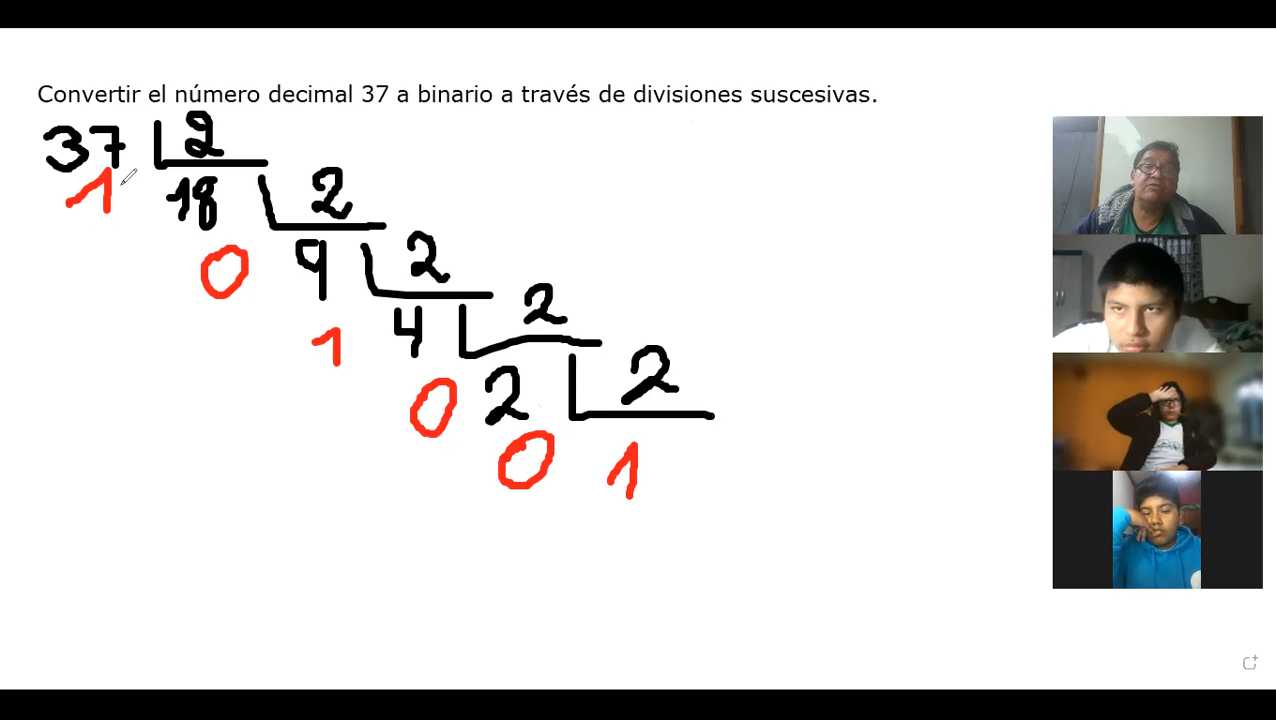 Convertir el número decimal 37 a binario a través de divisiones suscesivas.
37 2
1 18 2
0 9 2
1 4 2
0 2 2
0 1